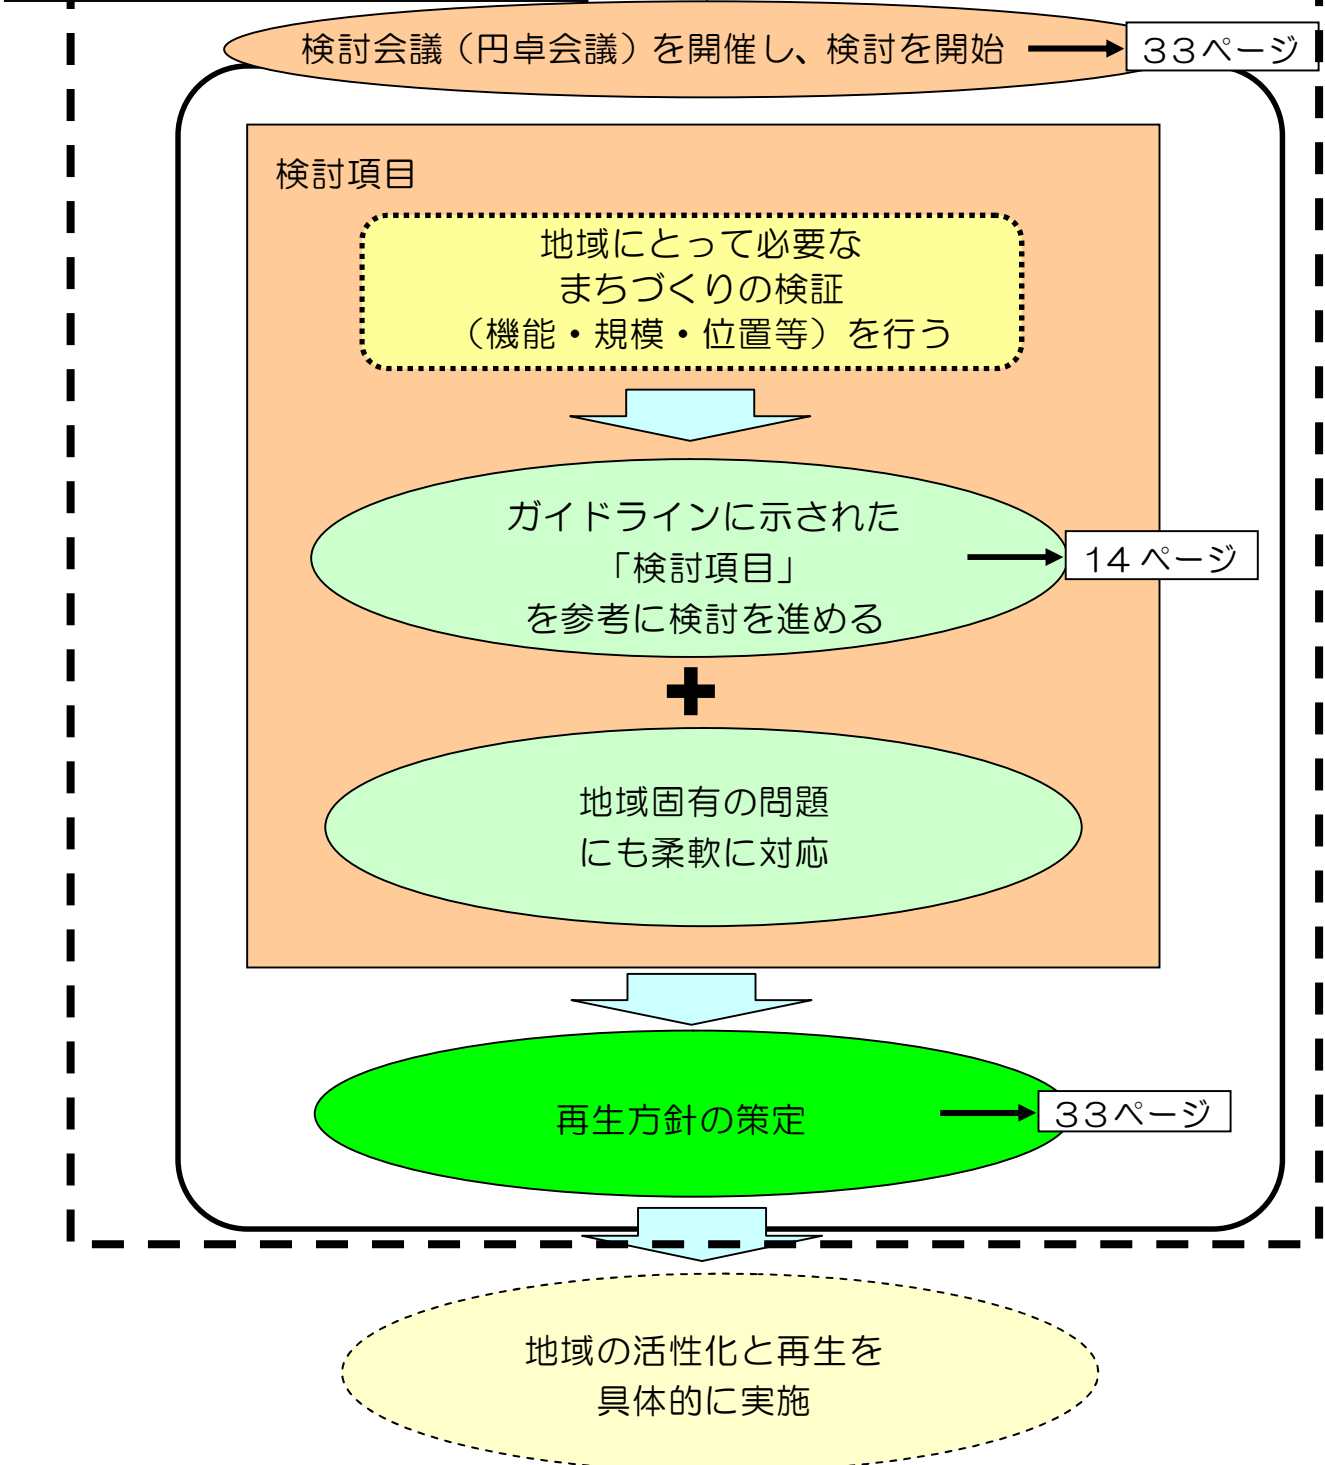 検討会議（円卓会議）を開催し、検討を開始
33ページ
検討項目
地域にとって必要な
まちづくりの検証
（機能・規模・位置等）を行う
ガイドラインに示された
「検討項目」
を参考に検討を進める
14ページ
地域固有の問題
にも柔軟に対応
再生方針の策定
33ページ
地域の活性化と再生を
具体的に実施